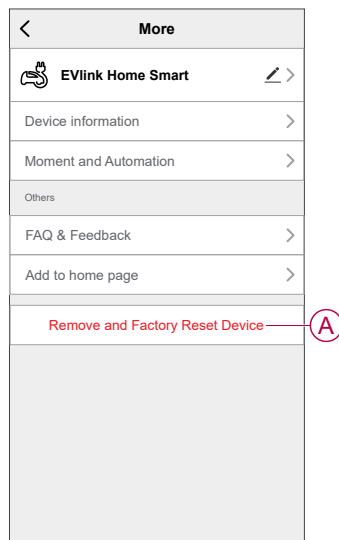 More
EVlink Home Smart
Device information
Moment and Automation
Others
FAQ & Feedback
Add to home page
Remove and Factory Reset Device
A